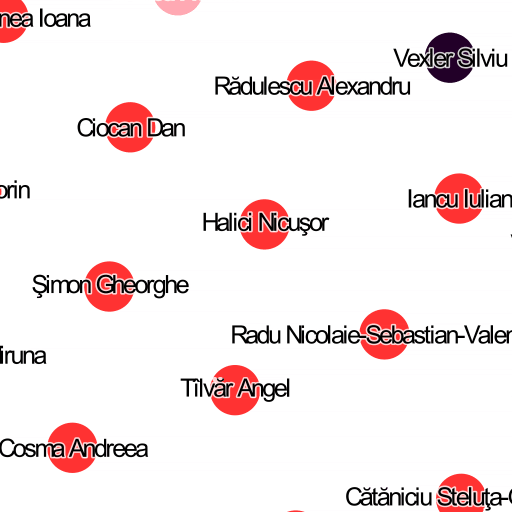 nea Ioana
Vexler Silviu
Rădulescu Alexandru
Ciocan Dan
orin
Iancu Iulian
Halici Nicuşor
Şimon Gheorghe
Radu Nicolaie-Sebastian-Valer
iruna
Tîlvăr Angel
Cosma Andreea
Cătăniciu Steluţa-